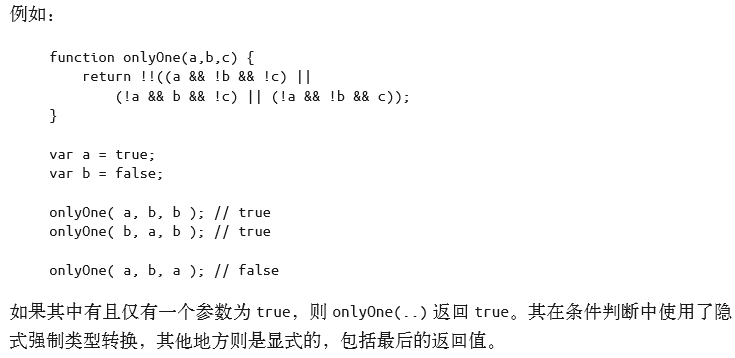 例如：
function onlyOne(a,b,c) {
    return !!((a && !b && !c) ||
        (!a && b && !c) || (!a && !b && c));
}
var a = true;
var b = false;
onlyOne( a, b, b ); // true
onlyOne( b, a, b ); // true
onlyOne( a, b, a ); // false
如果其中有且仅有一个参数为 true，则 onlyOne(..) 返回 true。其在条件判断中使用了隐
式强制类型转换，其他地方则是显式的，包括最后的返回值。